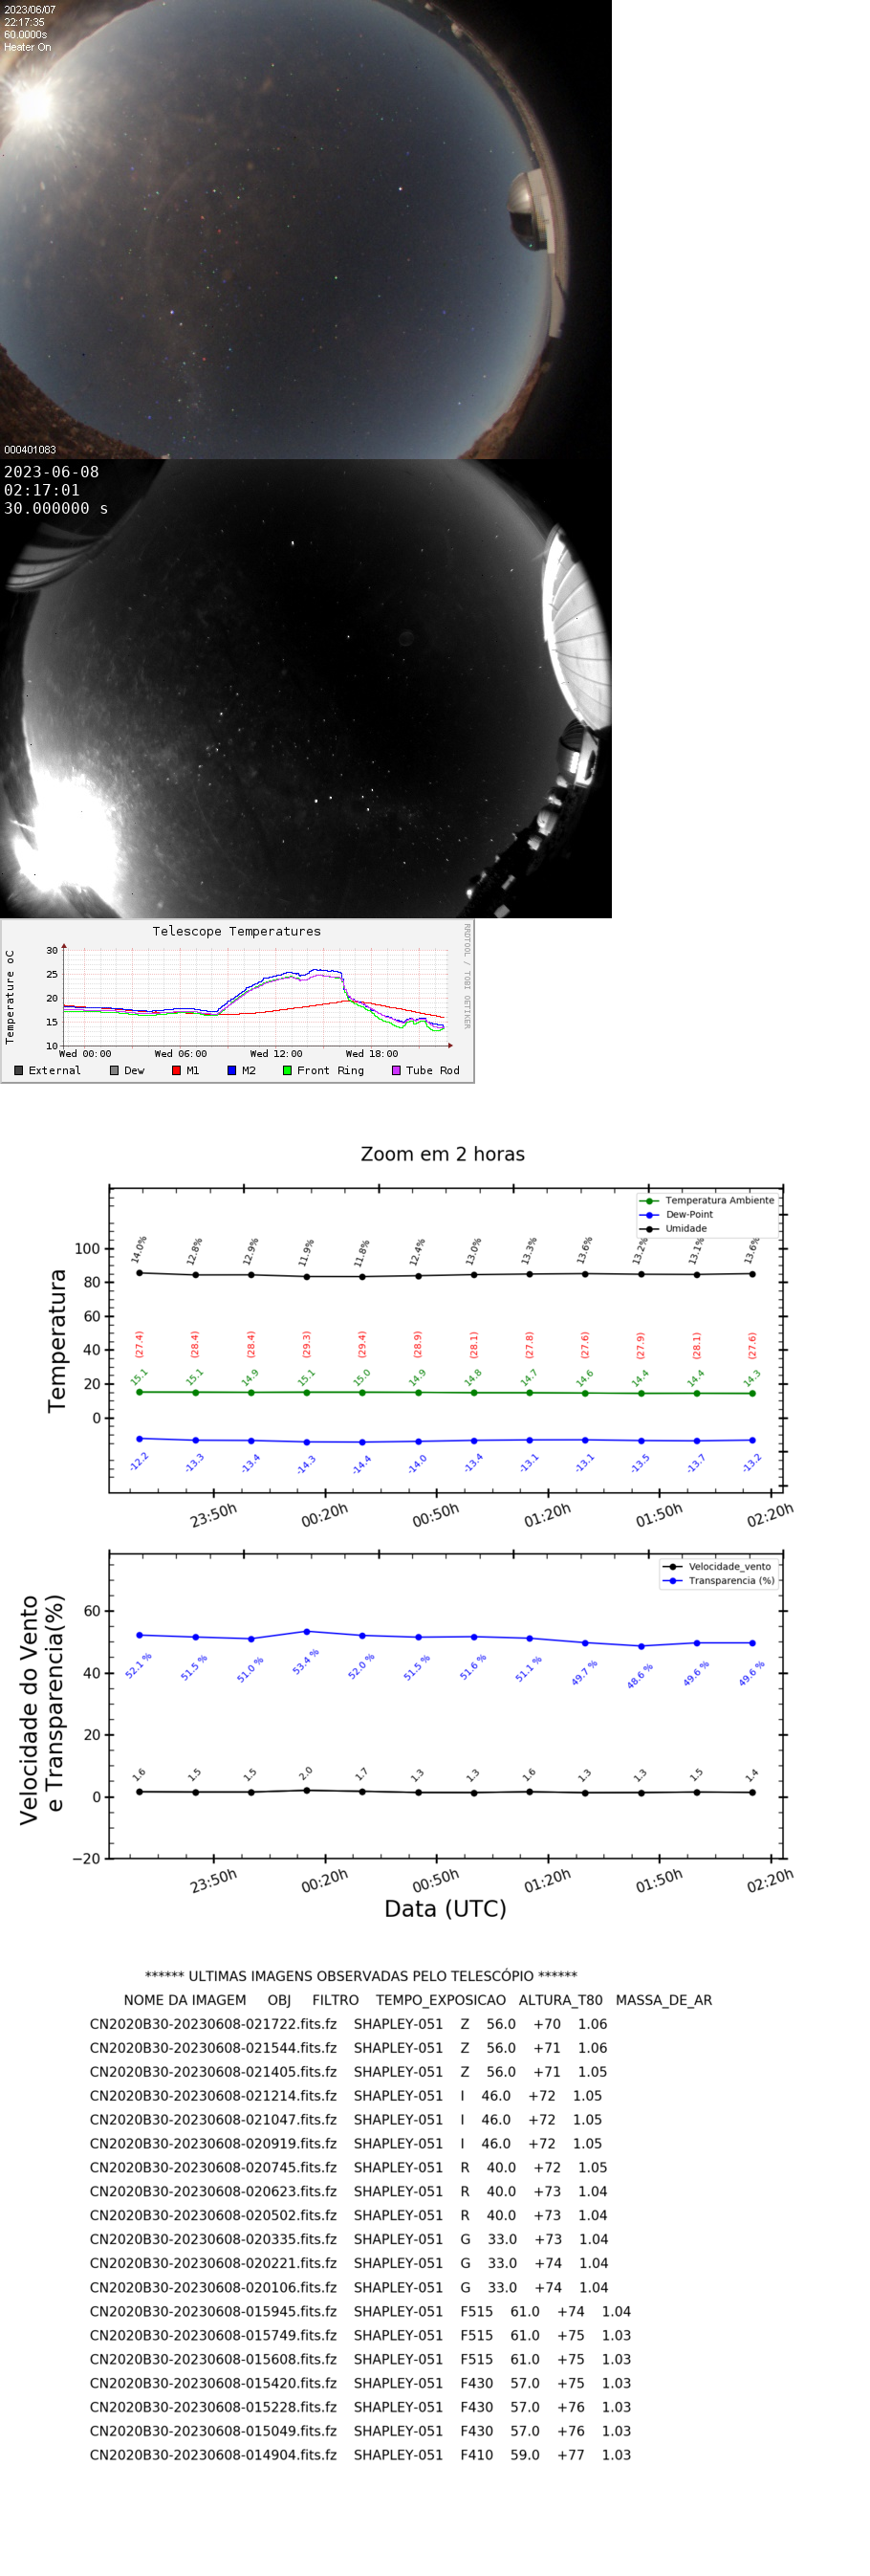 2023/06/07
22:17:35
60.0000s
Heater On
000401083
2023-06-08
02:17:01
30.000000 s
Telescope Temperatures
RRDTOOL / TOBI OETIKER
Temperature oC
30
25
20
15
10
Wed 00:00 Wed 06:00 Wed 12:00 Wed 18:00
External Dew M1 M2 Front Ring Tube Rod
Zoom em 2 horas
Temperatura Ambiente
Dew-Point
Umidade
Temperatura
100
80
60
40
20
0
14.0% 12.8% 12.9% 11.9% 11.8% 12.4% 13.0% 13.3% 13.6% 13.2% 13.1% 13.6%
(27.4) (28.4) (28.4) (29.3) (29.4) (28.9) (28.1) (27.8) (27.6) (27.9) (28.1) (27.6)
15.1 15.1 14.9 15.1 15.0 14.9 14.8 14.7 14.6 14.4 14.4 14.3
-12.2 -13.3 -13.4 -14.3 -14.4 -14.0 -13.4 -13.1 -13.1 -13.5 -13.7 -13.2
23:50h 00:20h 00:50h 01:20h 01:50h 02:20h
Velocidade_vento
Transparencia (%)
Velocidade do Vento
e Transparencia(%)
60
40
20
0
−20
52.1 % 51.5 % 51.0 % 53.4 % 52.0 % 51.5 % 51.6 % 51.1 % 49.7 % 48.6 % 49.6 % 49.6 %
1.6 1.5 1.5 2.0 1.7 1.3 1.3 1.6 1.3 1.3 1.5 1.4
23:50h 00:20h 00:50h 01:20h 01:50h 02:20h
Data (UTC)
****** ULTIMAS IMAGENS OBSERVADAS PELO TELESCÓPIO ******
NOME DA IMAGEM OBJ FILTRO TEMPO_EXPOSICAO ALTURA_T80 MASSA_DE_AR
CN2020B30-20230608-021722.fits.fz SHAPLEY-051 Z 56.0 +70 1.06
CN2020B30-20230608-021544.fits.fz SHAPLEY-051 Z 56.0 +71 1.06
CN2020B30-20230608-021405.fits.fz SHAPLEY-051 Z 56.0 +71 1.05
CN2020B30-20230608-021214.fits.fz SHAPLEY-051 I 46.0 +72 1.05
CN2020B30-20230608-021047.fits.fz SHAPLEY-051 I 46.0 +72 1.05
CN2020B30-20230608-020919.fits.fz SHAPLEY-051 I 46.0 +72 1.05
CN2020B30-20230608-020745.fits.fz SHAPLEY-051 R 40.0 +72 1.05
CN2020B30-20230608-020623.fits.fz SHAPLEY-051 R 40.0 +73 1.04
CN2020B30-20230608-020502.fits.fz SHAPLEY-051 R 40.0 +73 1.04
CN2020B30-20230608-020335.fits.fz SHAPLEY-051 G 33.0 +73 1.04
CN2020B30-20230608-020221.fits.fz SHAPLEY-051 G 33.0 +74 1.04
CN2020B30-20230608-020106.fits.fz SHAPLEY-051 G 33.0 +74 1.04
CN2020B30-20230608-015945.fits.fz SHAPLEY-051 F515 61.0 +74 1.04
CN2020B30-20230608-015749.fits.fz SHAPLEY-051 F515 61.0 +75 1.03
CN2020B30-20230608-015608.fits.fz SHAPLEY-051 F515 61.0 +75 1.03
CN2020B30-20230608-015420.fits.fz SHAPLEY-051 F430 57.0 +75 1.03
CN2020B30-20230608-015228.fits.fz SHAPLEY-051 F430 57.0 +76 1.03
CN2020B30-20230608-015049.fits.fz SHAPLEY-051 F430 57.0 +76 1.03
CN2020B30-20230608-014904.fits.fz SHAPLEY-051 F410 59.0 +77 1.03